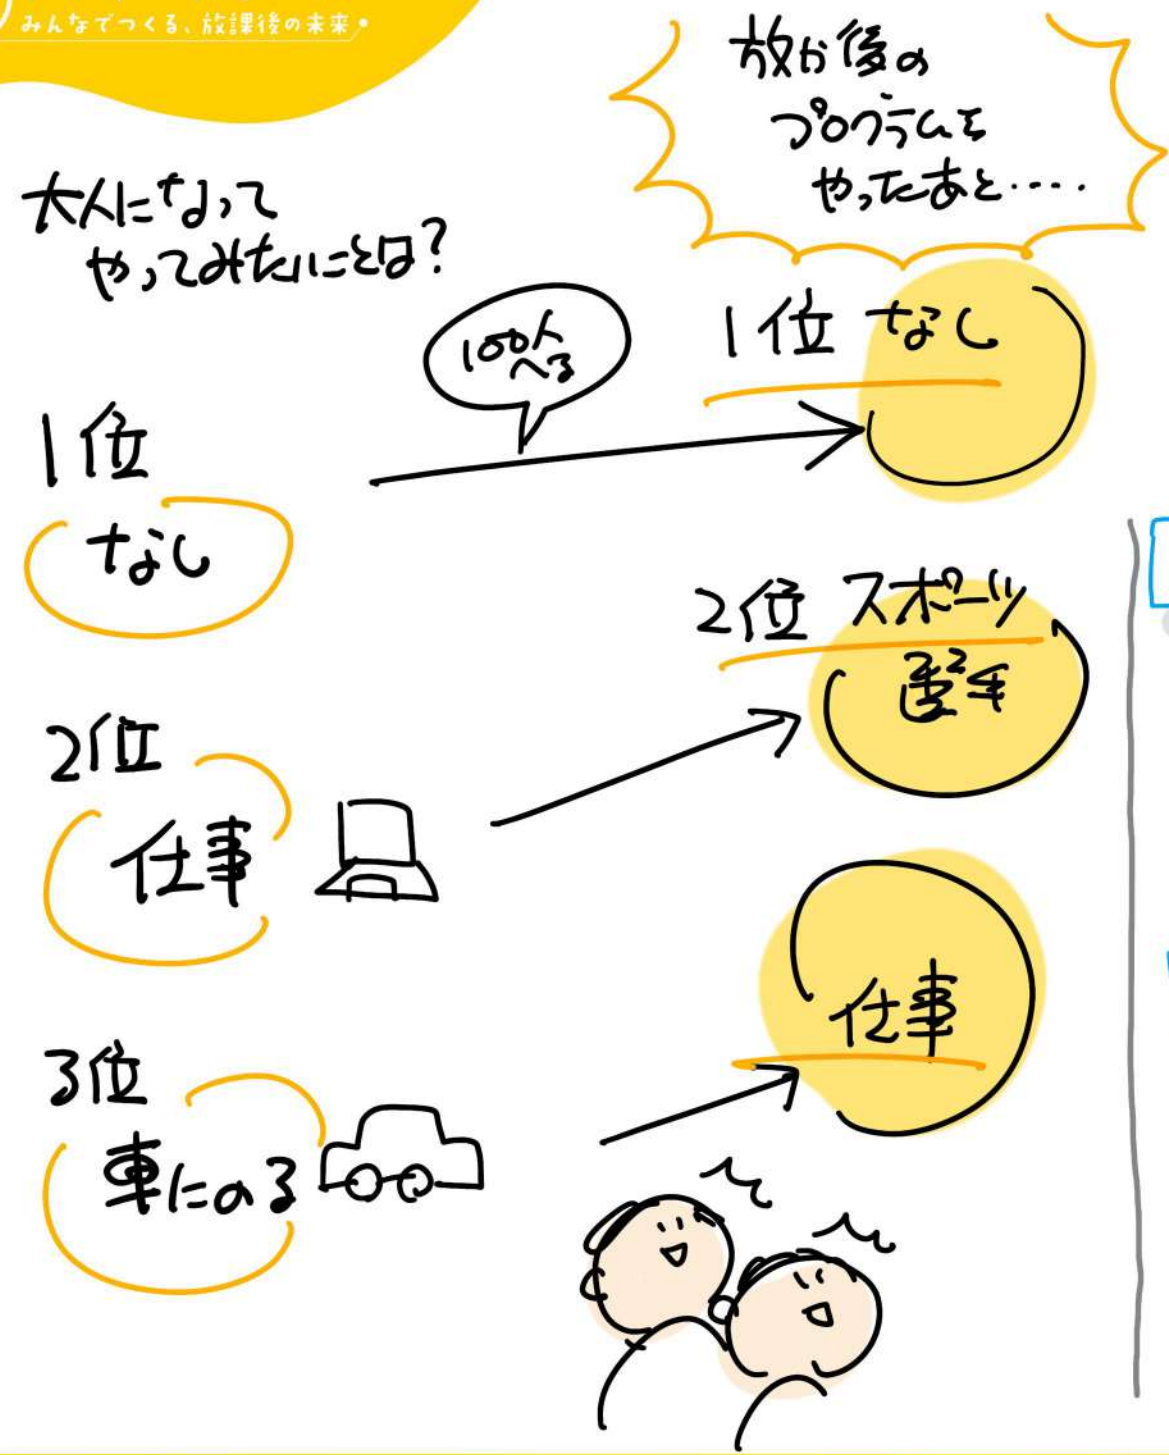 みんなでつくる、放課後の未来
大人になって
やってみたいことは?
1位
なし
2位
仕事
3位
車にのる
100人
へる
放か後の
プログラムを
やったあと‥‥‥
1位 なし
2位 スポーツ
選手
仕事